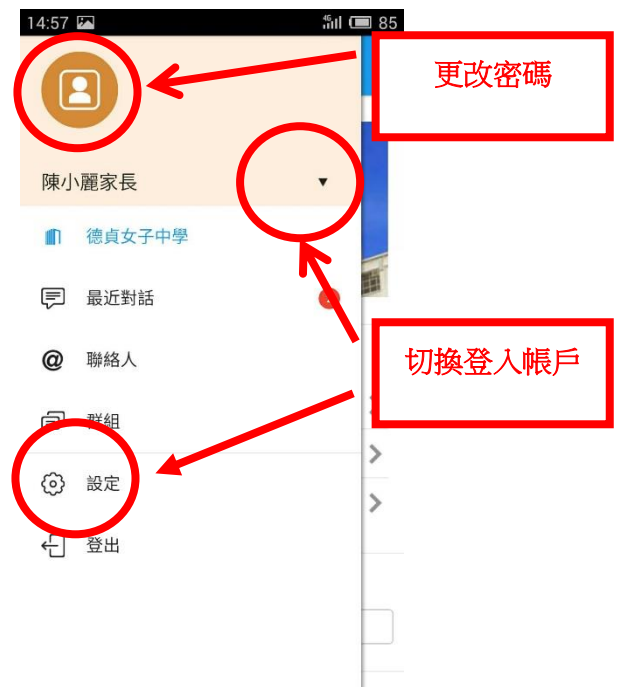 14:57 4G 85
更改密碼
陳小麗家長
德貞女子中學
最近對話
@ 聯絡人
切換登入帳戶
群組
設定
登出